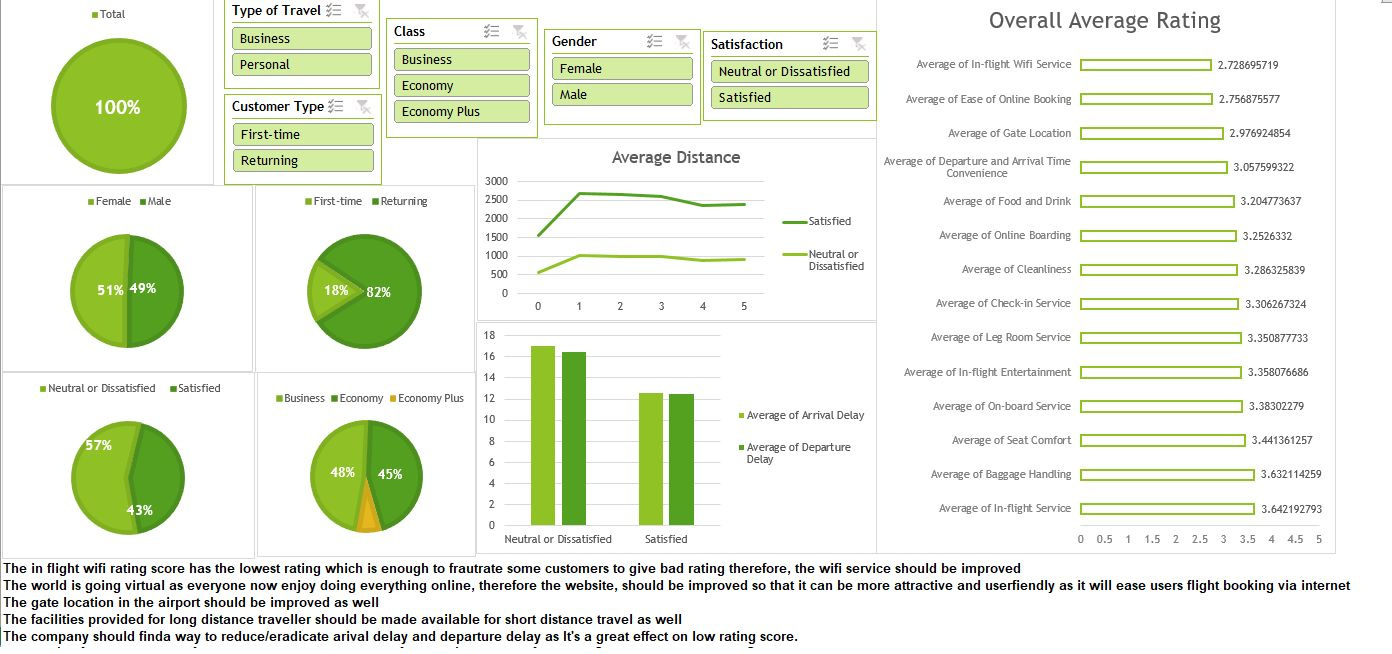 Total
100%
Type of Travel
Business
Personal
Customer Type
First-time
Returning
Class
Business
Economy
Economy Plus
Gender
Female
Male
Satisfaction
Neutral or Dissatisfied
Satisfied
Female Male
51% 49%
First-time Returning
18% 82%
Neutral or Dissatisfied Satisfied
57%
43%
Business Economy Economy Plus
48% 45%
Average Distance
3000
2500
2000
1500
1000
500
0
0 1 2 3 4 5
Satisfied
Neutral or
Dissatisfied
18
16
14
12
10
8
6
4
2
0
Neutral or Dissatisfied Satisfied
Average of Arrival Delay
Average of Departure
Delay
Overall Average Rating
Average of In-flight Wifi Service 2.728695719
Average of Ease of Online Booking 2.756875577
Average of Gate Location 2.976924854
Average of Departure and Arrival Time
Convenience 3.057599322
Average of Food and Drink 3.204773637
Average of Online Boarding 3.2526332
Average of Cleanliness 3.286325839
Average of Check-in Service 3.306267324
Average of Leg Room Service 3.350877733
Average of In-flight Entertainment 3.358076686
Average of On-board Service 3.38302279
Average of Seat Comfort 3.441361257
Average of Baggage Handling 3.632114259
Average of In-flight Service 3.642192793
0 0.5 1 1.5 2 2.5 3 3.5 4 4.5 5
The in flight wifi rating score has the lowest rating which is enough to frautrate some customers to give bad rating therefore, the wifi service should be improved
The world is going virtual as everyone now enjoy doing everything online, therefore the website, should be improved so that it can be more attractive and userfiendly as it will ease users flight booking via internet
The gate location in the airport should be improved as well
The facilities provided for long distance traveller should be made available for short distance travel as well
The company should finda way to reduce/eradicate arival delay and departure delay as It's a great effect on low rating score.